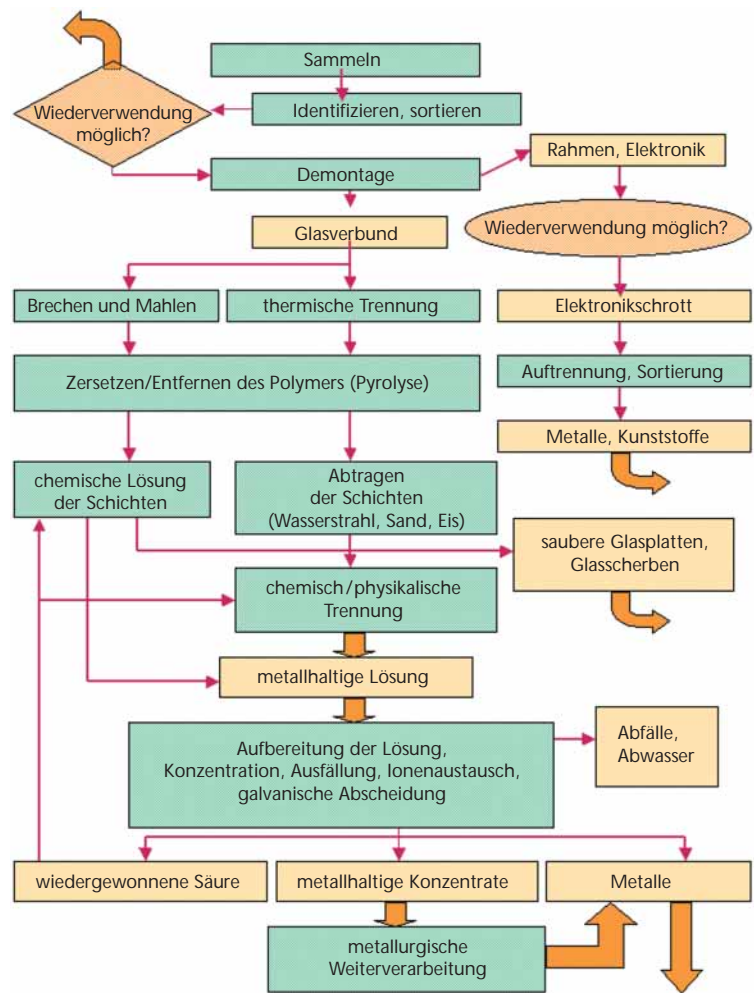 Sammeln
Wiederverwendung
möglich?
Identifizieren, sortieren
Rahmen, Elektronik
Demontage
Glasverbund
Wiederverwendung möglich?
Brechen und Mahlen
thermische Trennung
Elektronikschrott
Zersetzen/Entfernen des Polymers (Pyrolyse)
Auftrennung, Sortierung
Metalle, Kunststoffe
chemische Lösung
der Schichten
Abtragen
der Schichten
(Wasserstrahl, Sand, Eis)
saubere Glasplatten,
Glasscherben
chemisch/physikalische
Trennung
metallhaltige Lösung
Aufbereitung der Lösung,
Konzentration, Ausfällung, Ionenaustausch,
galvanische Abscheidung
Abfälle,
Abwasser
wiedergewonnene Säure
metallhaltige Konzentrate
Metalle
metallurgische
Weiterverarbeitung